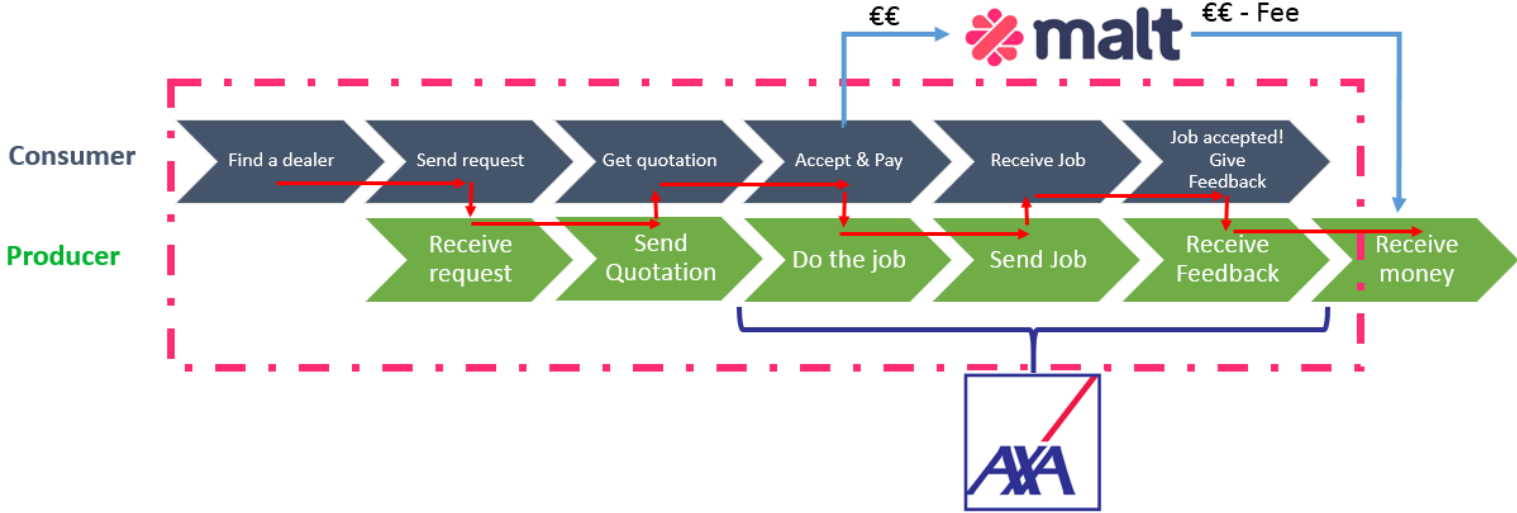 €€
malt
€€ - Fee
Consumer
Find a dealer
Send request
Get quotation
Accept & Pay
Receive Job
Job accepted!
Give
Feedback
Producer
Receive
request
Send
Quotation
Do the job
Send Job
Receive
Feedback
Receive
money
AXA